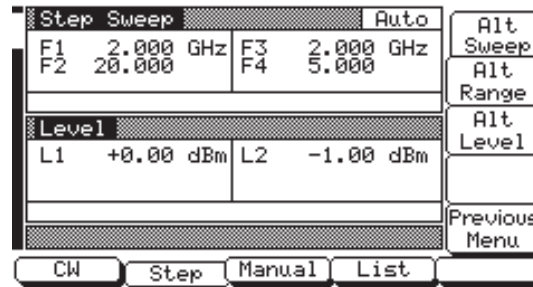 Step Sweep Auto
F1 2.000 GHz F3 2.000 GHz
F2 20.000 F4 5.000
Level
L1 +0.00 dBm L2 -1.00 dBm
Alt
Sweep
Alt
Range
Alt
Level
Previous
Menu
CW Step Manual List